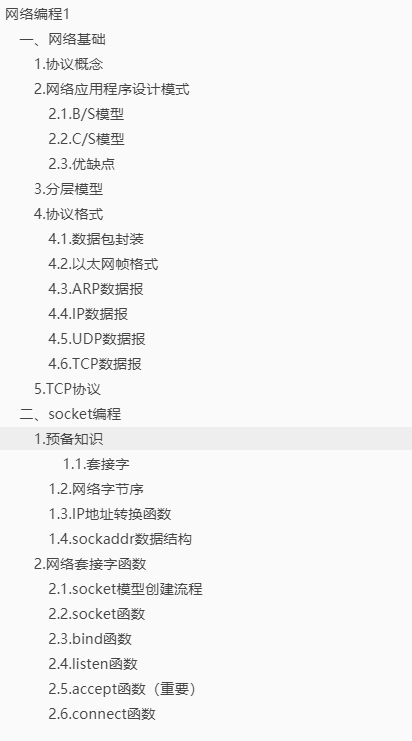 网络编程1
一、网络基础
1.协议概念
2.网络应用程序设计模式
2.1.B/S模型
2.2.C/S模型
2.3.优缺点
3.分层模型
4.协议格式
4.1.数据包封装
4.2.以太网帧格式
4.3.ARP数据报
4.4.IP数据报
4.5.UDP数据报
4.6.TCP数据报
5.TCP协议
二、socket编程
1.预备知识
1.1.套接字
1.2.网络字节序
1.3.IP地址转换函数
1.4.sockaddr数据结构
2.网络套接字函数
2.1.socket模型创建流程
2.2.socket函数
2.3.bind函数
2.4.listen函数
2.5.accept函数（重要）
2.6.connect函数